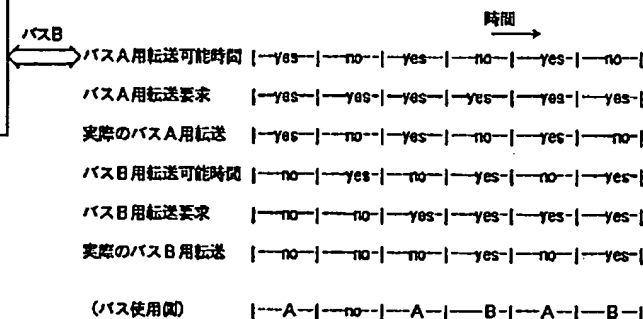 時間
バスB
バスA用転送可能時間 |—yes—|—no—|—yes—|—no—|—yes—|—no—|
バスA用転送要求 |—yes—|—yes—|—yes—|—yes—|—yes—|—yes—|
実際のバスA用転送 |—yes—|—no—|—yes—|—no—|—yes—|—no—|
バスB用転送可能時間 |—no—|—yes—|—no—|—yes—|—no—|—yes—|
バスB用転送要求 |—no—|—no—|—yes—|—yes—|—yes—|—yes—|
実際のバスB用転送 |—no—|—no—|—no—|—yes—|—no—|—yes—|
(バス使用図) |—A—|—no—|—A—|—B—|—A—|—B—|